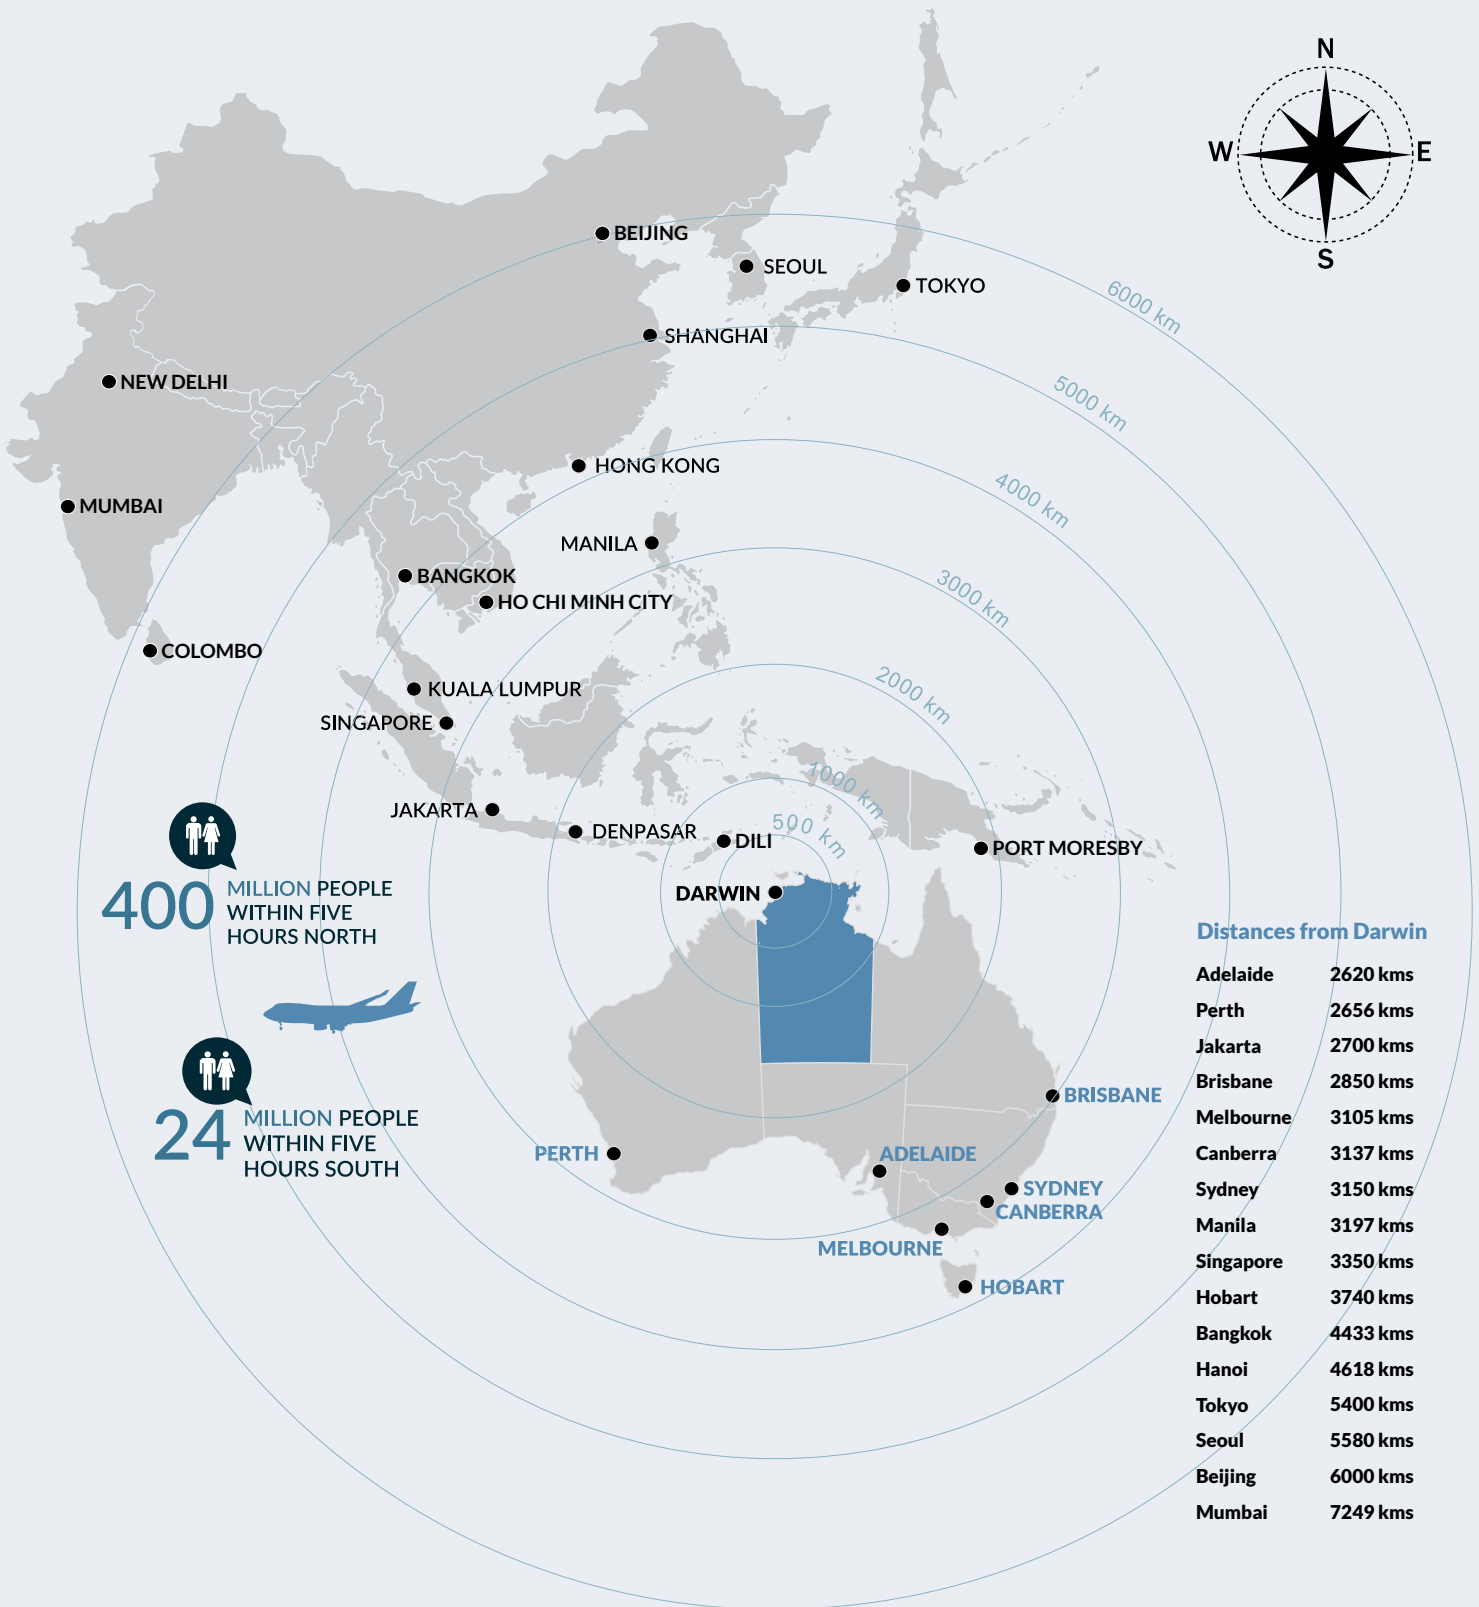 N
W E
S
6000 km
BEIJING
SEOUL
TOKYO
SHANGHAI
5000 km
NEW DELHI
HONG KONG
4000 km
MUMBAI
MANILA
BANGKOK
3000 km
HO CHI MINH CITY
COLOMBO
KUALA LUMPUR
2000 km
SINGAPORE
1000 km
JAKARTA
DENPASAR
500 km
DILI
PORT MORESBY
DARWIN
400 MILLION PEOPLE
WITHIN FIVE
HOURS NORTH
24 MILLION PEOPLE
WITHIN FIVE
HOURS SOUTH
BRISBANE
PERTH
ADELAIDE
SYDNEY
CANBERRA
MELBOURNE
HOBART
Distances from Darwin
Adelaide 2620 kms
Perth 2656 kms
Jakarta 2700 kms
Brisbane 2850 kms
Melbourne 3105 kms
Canberra 3137 kms
Sydney 3150 kms
Manila 3197 kms
Singapore 3350 kms
Hobart 3740 kms
Bangkok 4433 kms
Hanoi 4618 kms
Tokyo 5400 kms
Seoul 5580 kms
Beijing 6000 kms
Mumbai 7249 kms